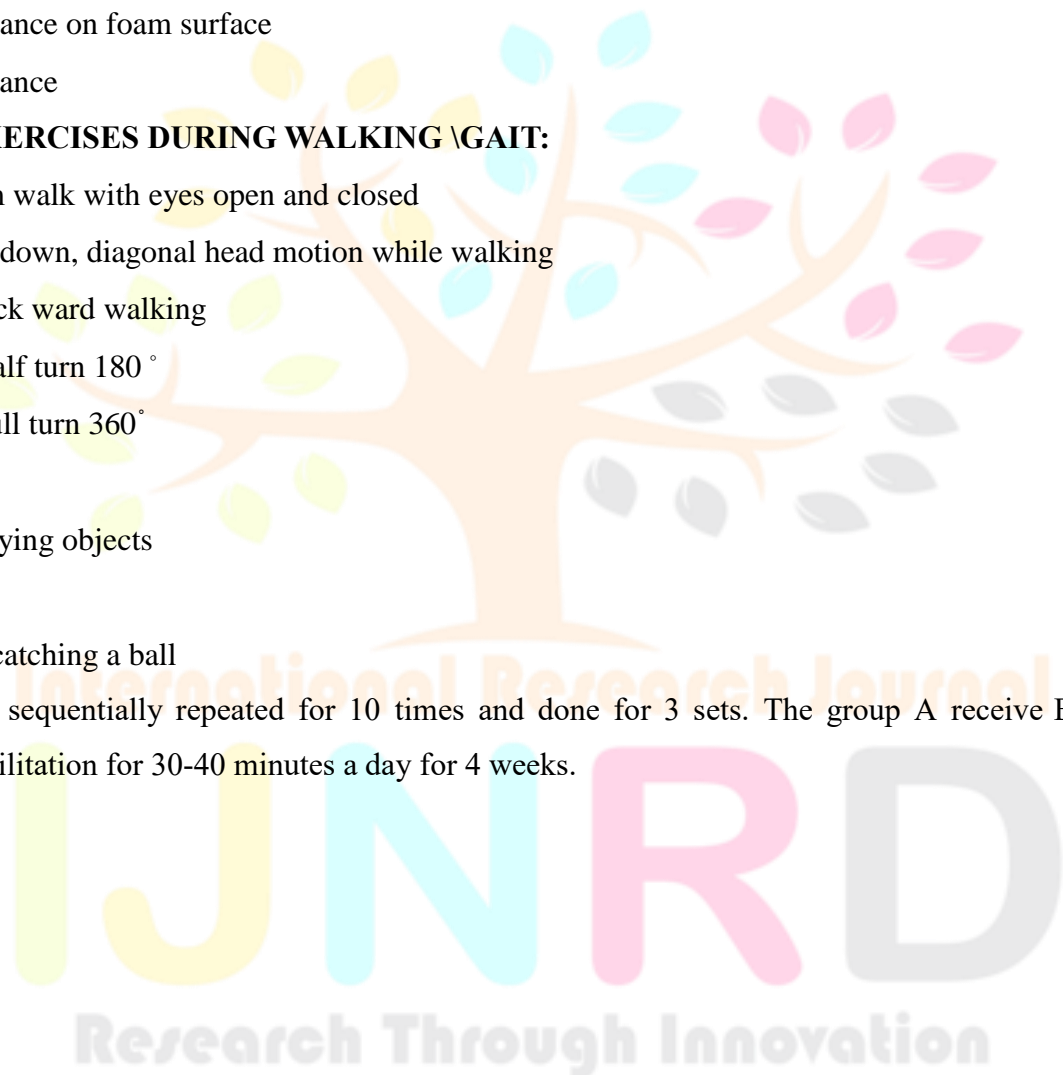 ance on foam surface
ance
ERCISES DURING WALKING \GAIT:
walk with eyes open and closed
down, diagonal head motion while walking
ck ward walking
alf turn 180 °
ll turn 360°
ying objects
catching a ball
International Research Journal
sequentially repeated for 10 times and done for 3 sets. The group A receive
ilitation for 30-40 minutes a day for 4 weeks.
IJNRD
Research Through Innovation